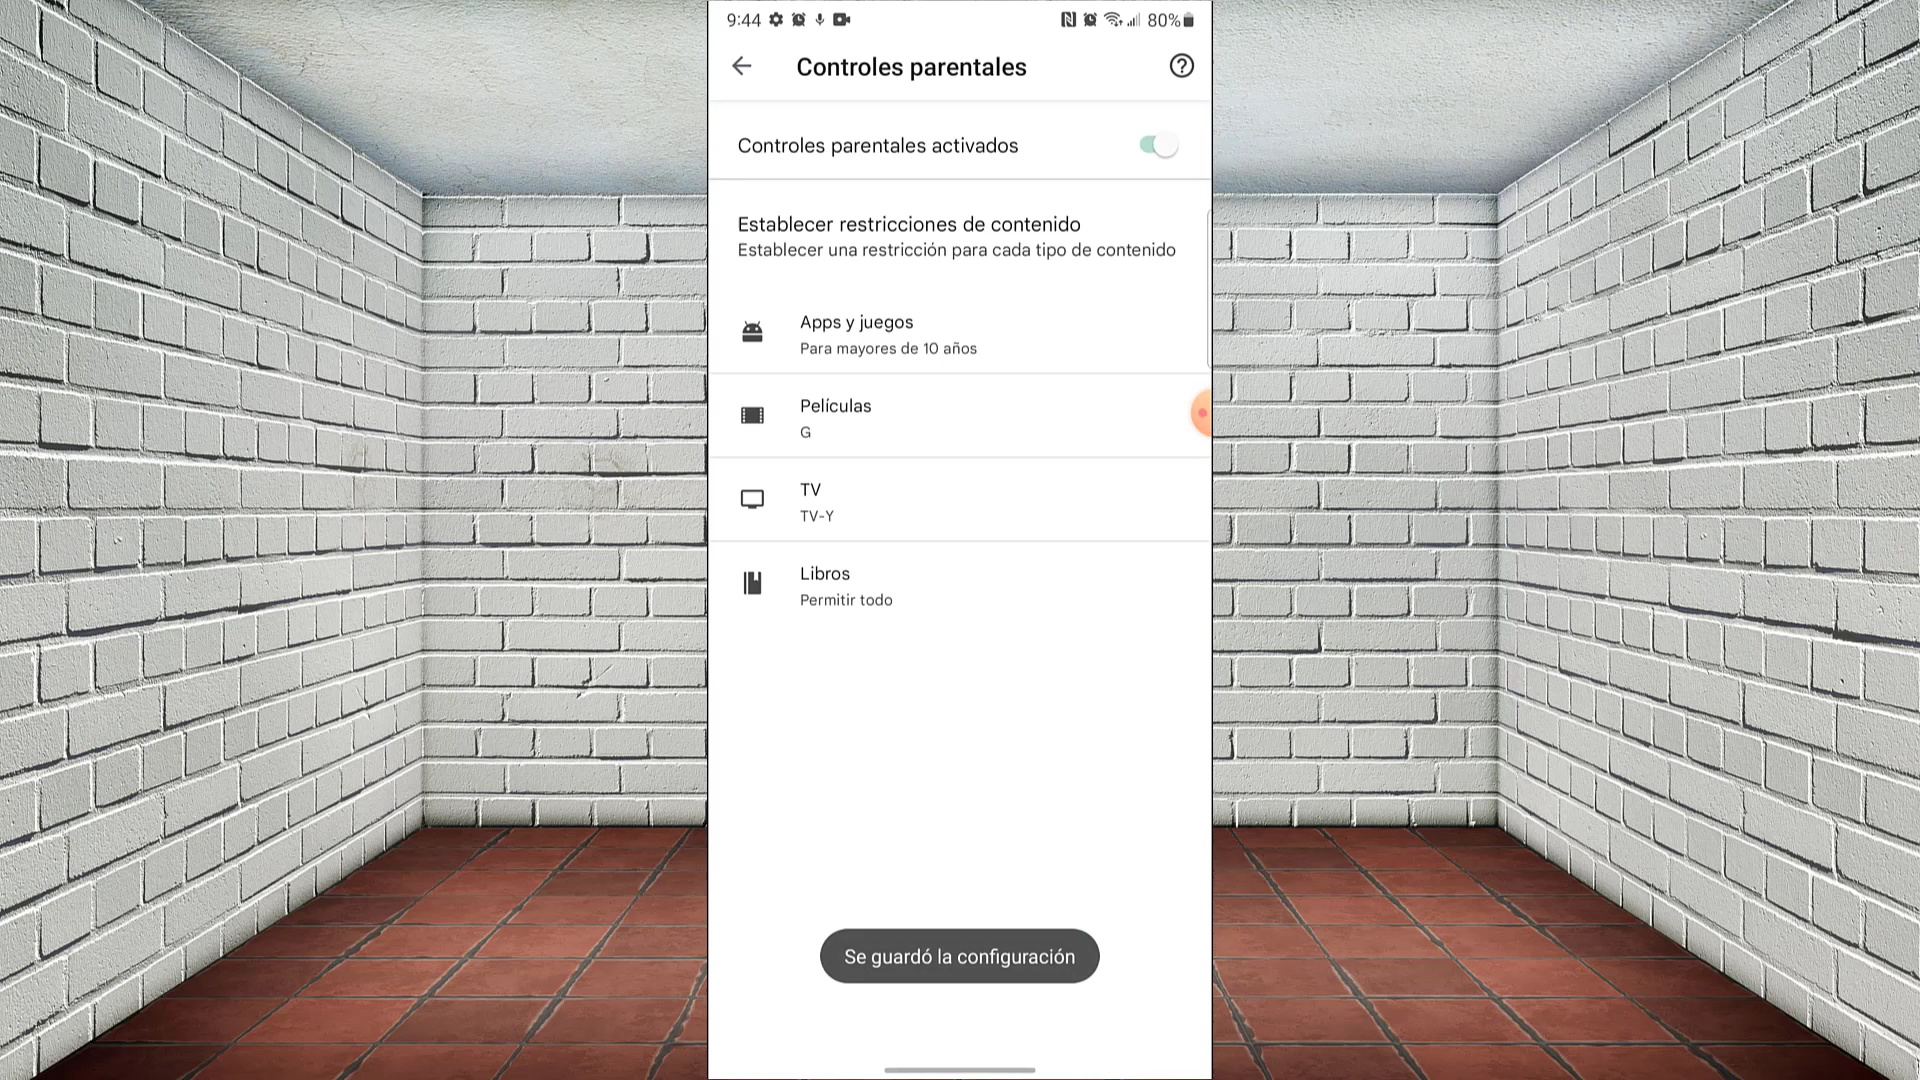 9:44
80%
Controles parentales
Controles parentales activados
Establecer restricciones de contenido
Establecer una restricción para cada tipo de contenido
Apps y juegos
Para mayores de 10 años
Películas
G
TV
TV-Y
Libros
Permitir todo
Se guardó la configuración